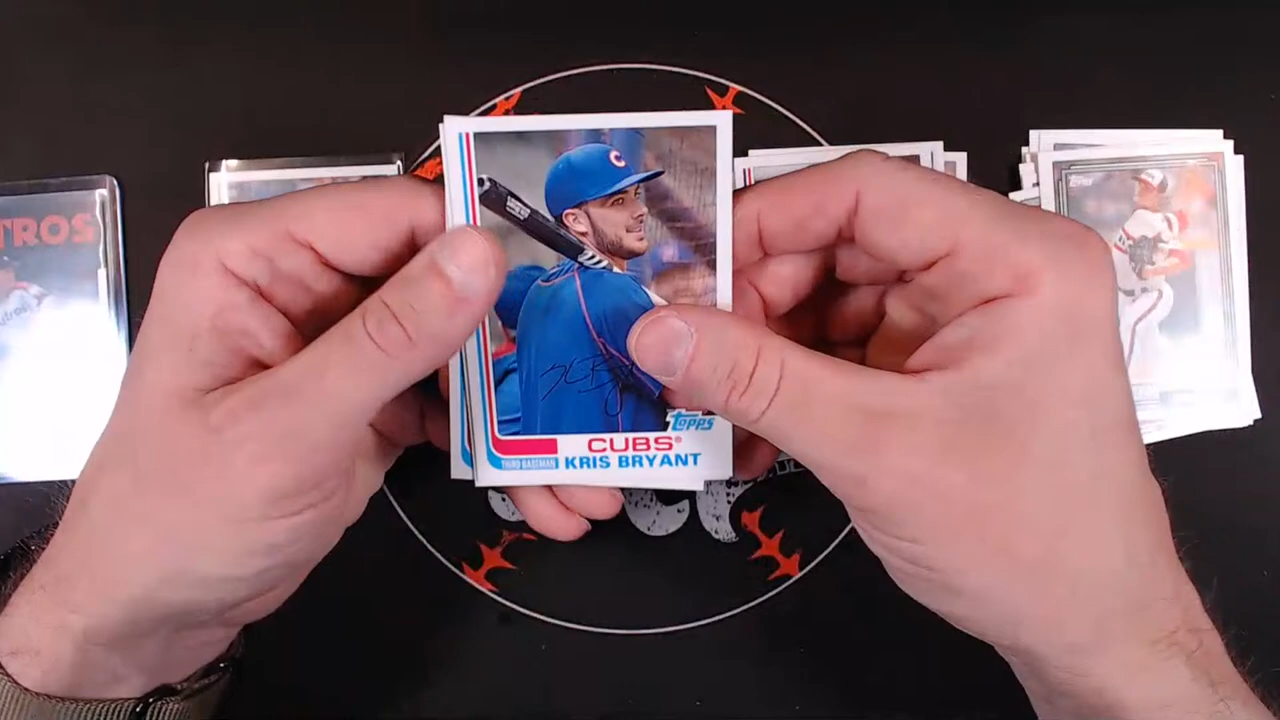 TROS
C
Topps
CUBS®
THIRD BASEMAN
KRIS BRYANT
Topps